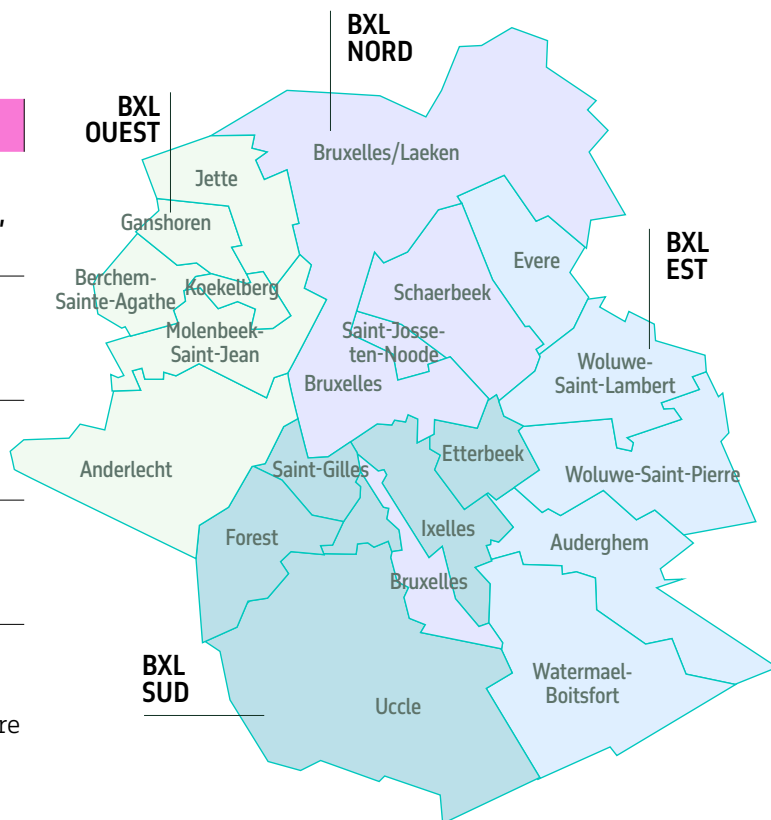 BXL
NORD
BXL
OUEST
Bruxelles/Laeken
Jette
,
Ganshoren
BXL
EST
Evere
Berchem-
Sainte-Agathe
Koekelberg
Schaerbeek
Molenbeek-
Saint-Jean
Saint-Josse-
ten-Noode
Woluwe-
Saint-Lambert
Bruxelles
Etterbeek
Anderlecht
Saint-Gilles
Woluwe-Saint-Pierre
Ixelles
Forest
Auderghem
Bruxelles
BXL
SUD
Watermael-
Boitsfort
Uccle
re